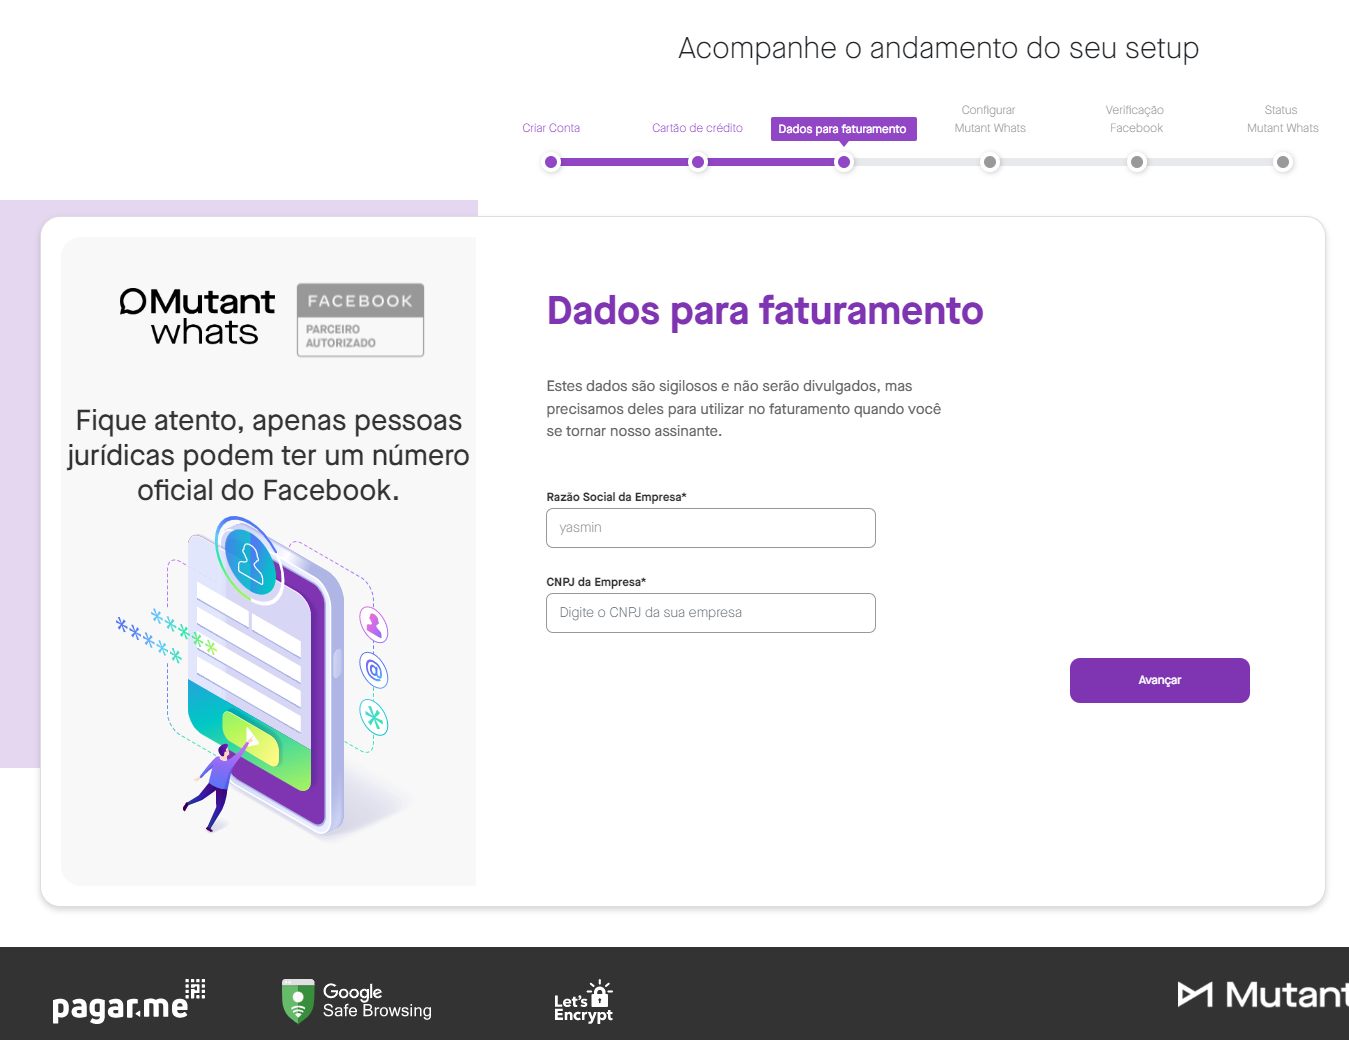 Acompanhe o andamento do seu setup
Criar Conta
Cartão de crédito
Dados para faturamento
Configurar
Mutant Whats
Verificação
Facebook
Status
Mutant Whats
Mutant
whats
FACEBOOK
PARCEIRO
AUTORIZADO
Fique atento, apenas pessoas
jurídicas podem ter um número
oficial do Facebook.
Dados para faturamento
Estes dados são sigilosos e não serão divulgados, mas
precisamos deles para utilizar no faturamento quando você
se tornar nosso assinante.
Razão Social da Empresa*
yasmin
CNPJ da Empresa*
Digite o CNPJ da sua empresa
Avançar
pagar.me
Google
Safe Browsing
Let's
Encrypt
Mutant